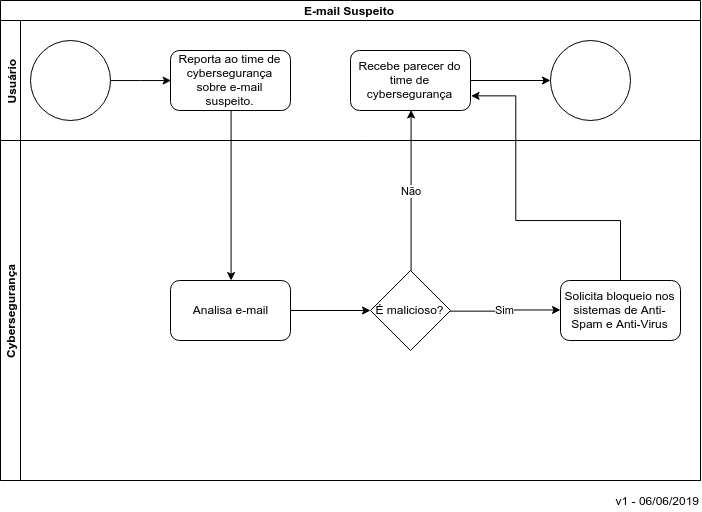 E-mail Suspeito
Usuário
Reporta ao time de
cybersegurança
sobre e-mail
suspeito.
Recebe parecer do
time de
cybersegurança
Não
Cybersegurança
Analisa e-mail
É malicioso?
Sim
Solicita bloqueio nos
sistemas de Anti-
Spam e Anti-Virus
v1 - 06/06/2019